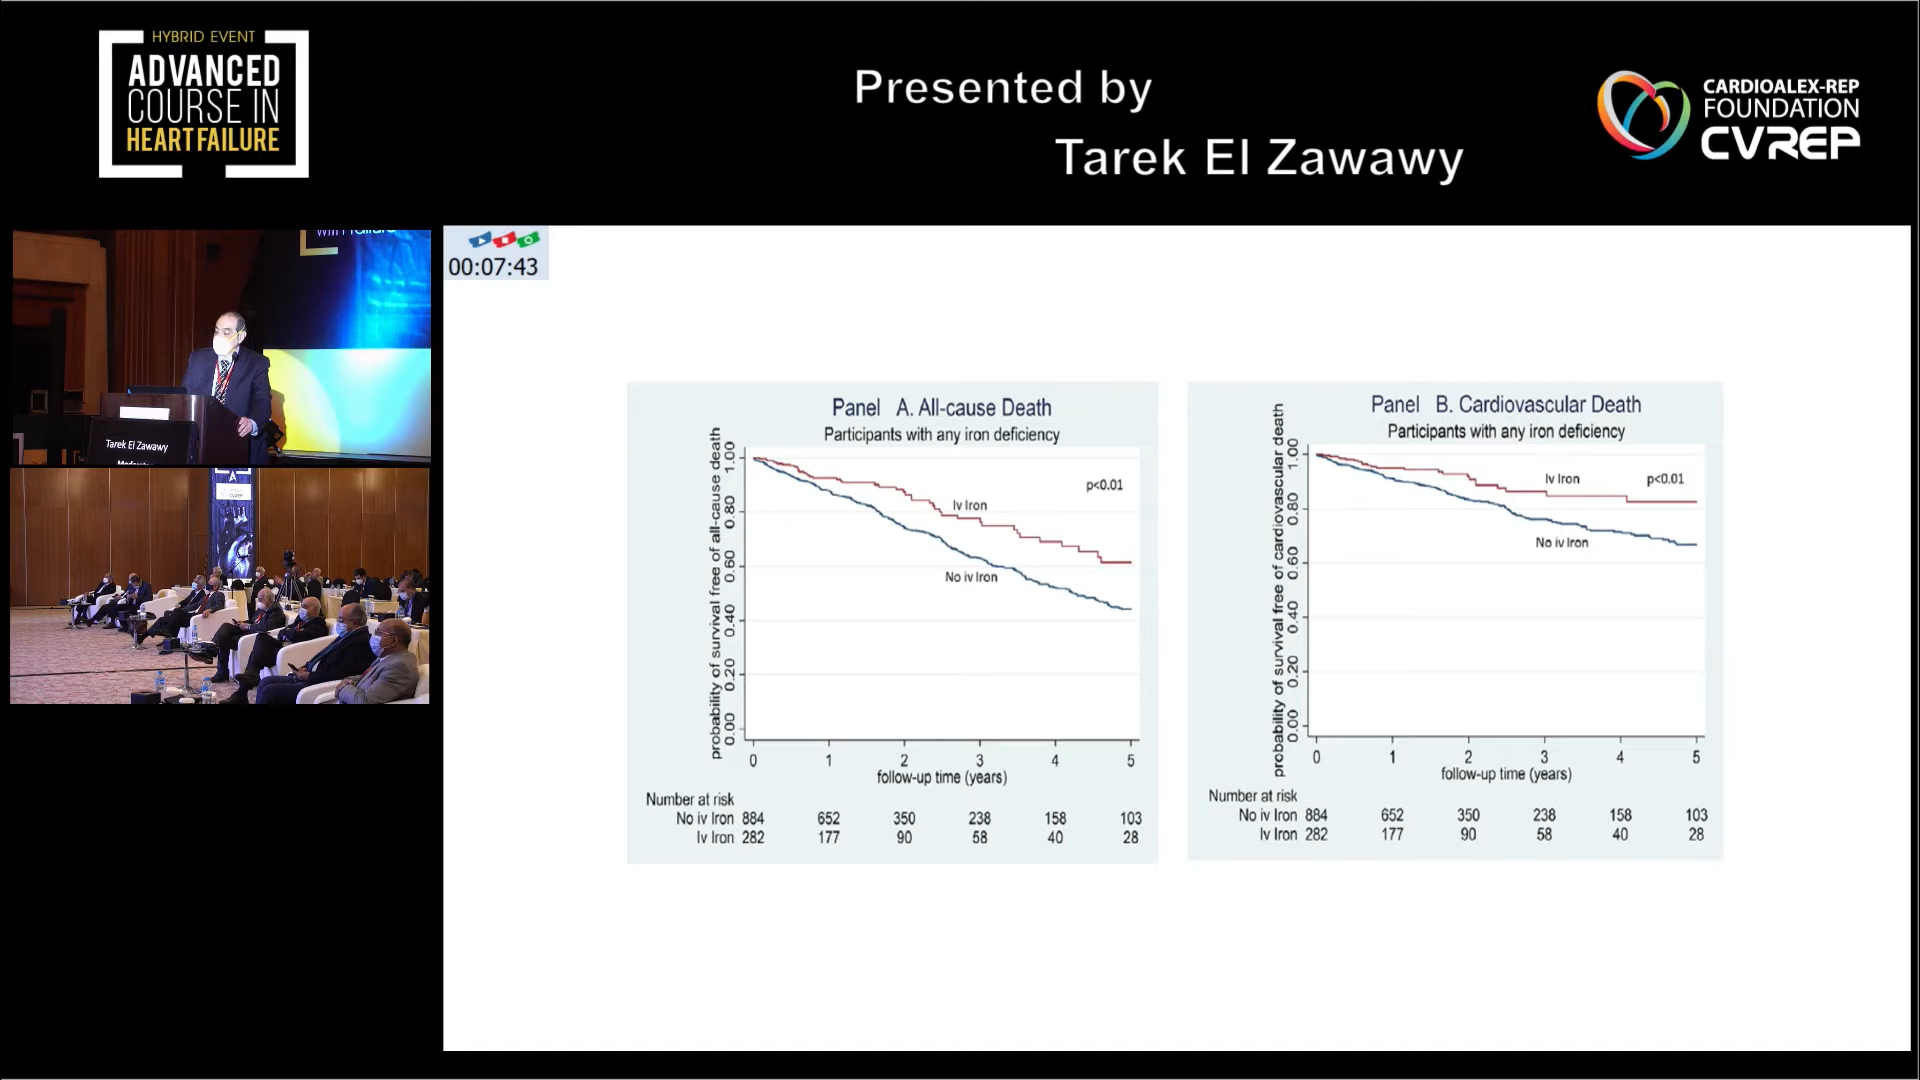 HYBRID EVENT
ADVANCED
COURSE IN
HEART FAILURE
Presented by
Tarek El Zawawy
CARDIOALEX-REP
FOUNDATION
CVREP
Tarek El Zawawy
CVREP
00:07:43
Panel A. All-cause Death
Participants with any iron deficiency
probability of survival free of all-cause death
1.00
0.80
0.60
0.40
0.20
0.00
p<0.01
Iv Iron
No iv Iron
0 1 2 3 4 5
follow-up time (years)
Number at risk
No iv Iron 884 652 350 238 158 103
Iv Iron 282 177 90 58 40 28
Panel B. Cardiovascular Death
Participants with any iron deficiency
probability of survival free of cardiovascular death
1.00
0.80
0.60
0.40
0.20
0.00
Iv Iron
p<0.01
No iv Iron
0 1 2 3 4 5
follow-up time (years)
Number at risk
No iv Iron 884 652 350 238 158 103
Iv Iron 282 177 90 58 40 28